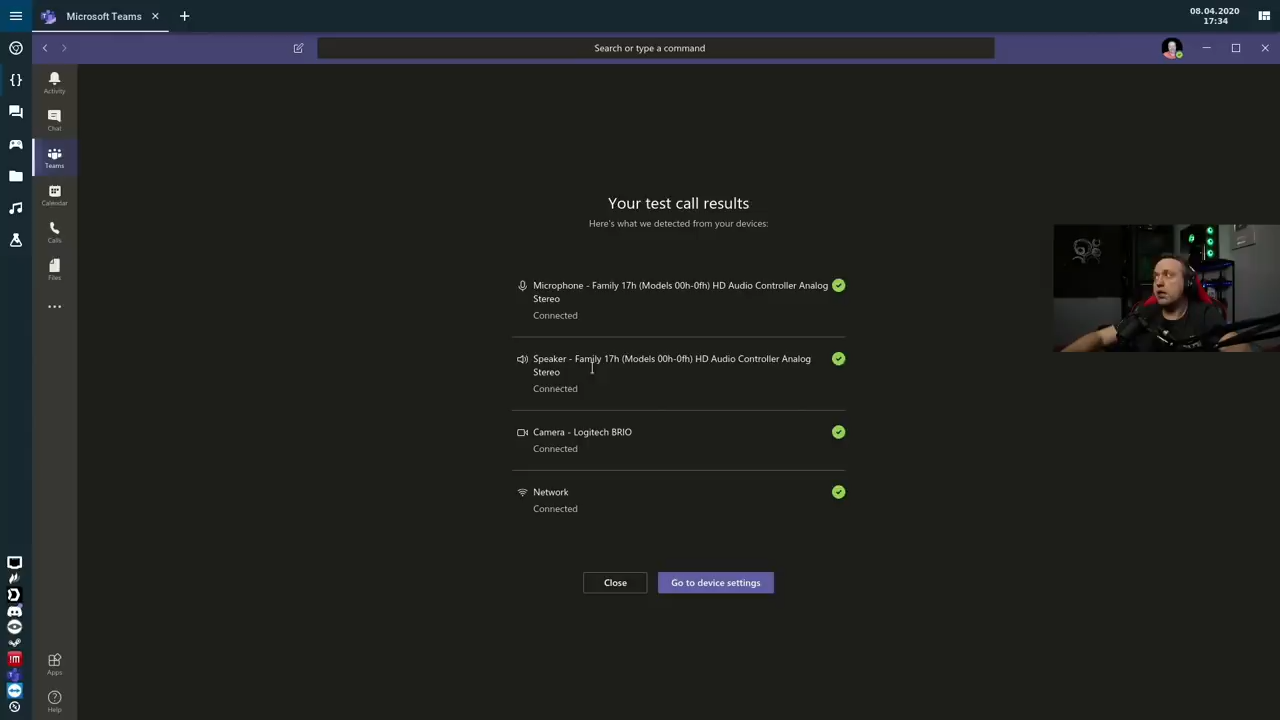 Microsoft Teams
08.04.2020
17:34
Search or type a command
Activity
Chat
Teams
Calendar
Calls
Files
Your test call results
Here's what we detected from your devices:
Microphone - Family 17h (Models 00h-0fh) HD Audio Controller Analog
Stereo
Connected
Speaker - Family 17h (Models 00h-0fh) HD Audio Controller Analog
Stereo
Connected
Camera - Logitech BRIO
Connected
Network
Connected
Close
Go to device settings
Apps
Help